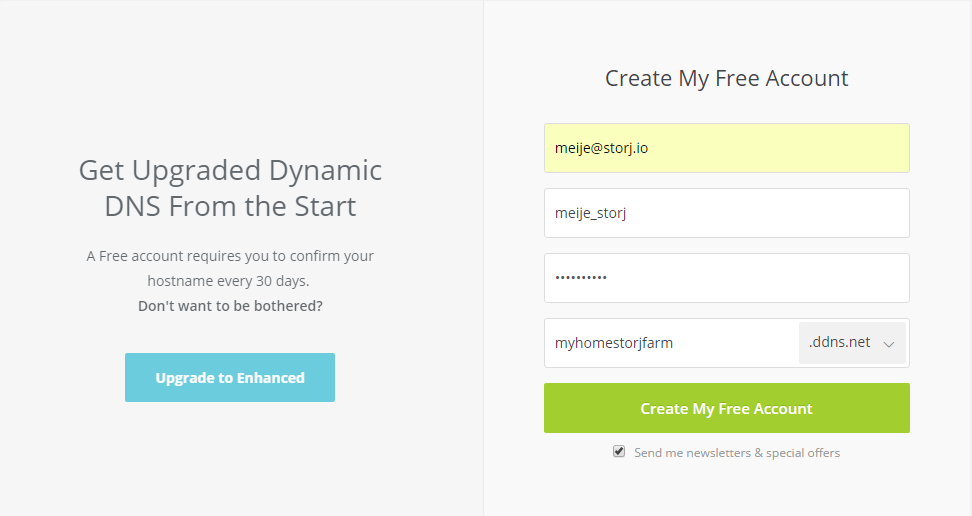 Get Upgraded Dynamic
DNS From the Start
A Free account requires you to confirm your
hostname every 30 days.
Don't want to be bothered?
Upgrade to Enhanced
Create My Free Account
meije@storj.io
meije_storj
••••••••••
myhomestorjfarm
.ddns.net
Create My Free Account
Send me newsletters & special offers